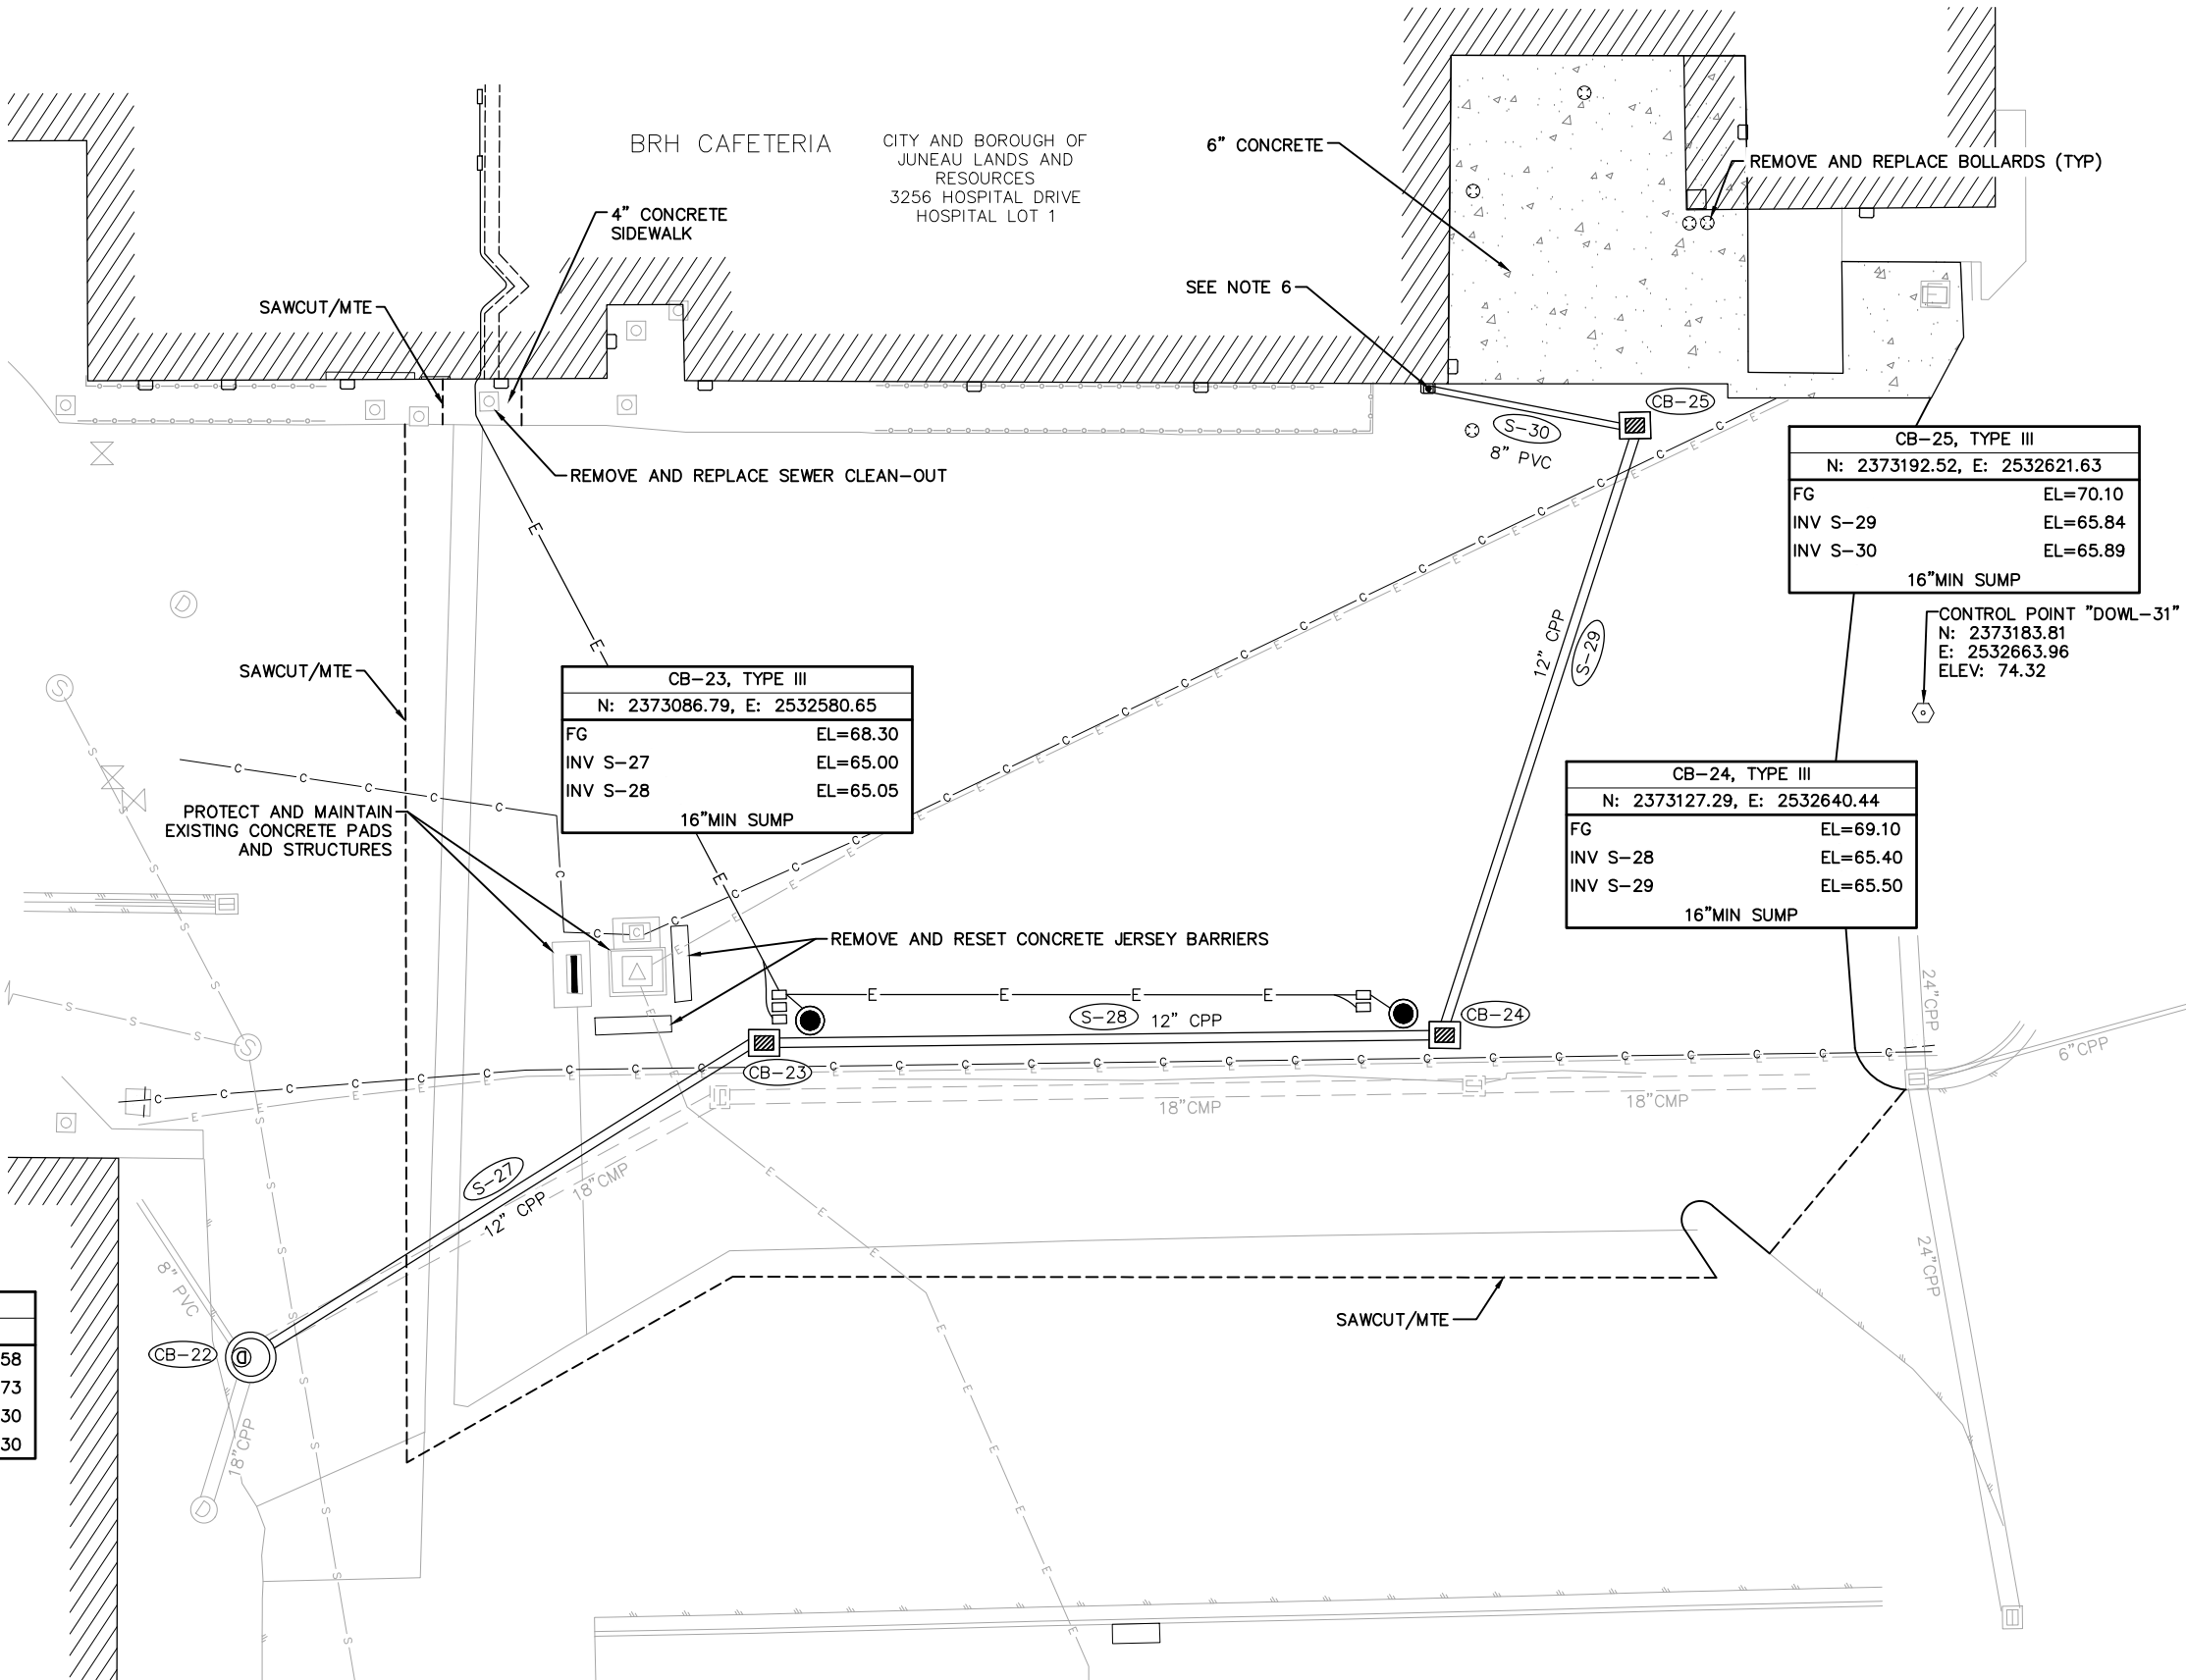 BRH CAFETERIA
CITY AND BOROUGH OF
JUNEAU LANDS AND
RESOURCES
3256 HOSPITAL DRIVE
HOSPITAL LOT 1
6" CONCRETE
REMOVE AND REPLACE BOLLARDS (TYP)
4" CONCRETE
SIDEWALK
SAWCUT/MTE
SEE NOTE 6
CB-25
S-30
8" PVC
REMOVE AND REPLACE SEWER CLEAN-OUT
CB-25, TYPE III
N: 2373192.52, E: 2532621.63
FG EL=70.10
INV S-29 EL=65.84
INV S-30 EL=65.89
16"MIN SUMP
CONTROL POINT "DOWL-31"
N: 2373183.81
E: 2532663.96
ELEV: 74.32
12" CPP
S-29
SAWCUT/MTE
CB-23, TYPE III
N: 2373086.79, E: 2532580.65
FG EL=68.30
INV S-27 EL=65.00
INV S-28 EL=65.05
16"MIN SUMP
CB-24, TYPE III
N: 2373127.29, E: 2532640.44
FG EL=69.10
INV S-28 EL=65.40
INV S-29 EL=65.50
16"MIN SUMP
PROTECT AND MAINTAIN
EXISTING CONCRETE PADS
AND STRUCTURES
REMOVE AND RESET CONCRETE JERSEY BARRIERS
24"CPP
S-28
12" CPP
CB-24
CB-23
6"CPP
18"CMP
18"CMP
S-27
12" CPP
18"CMP
8" PVC
24"CPP
SAWCUT/MTE
CB-22
58
73
30
30
18"CPP